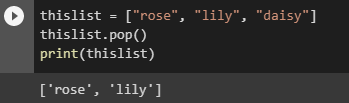 thislist = ["rose", "lily", "daisy"]
thislist.pop()
print(thislist)
['rose', 'lily']